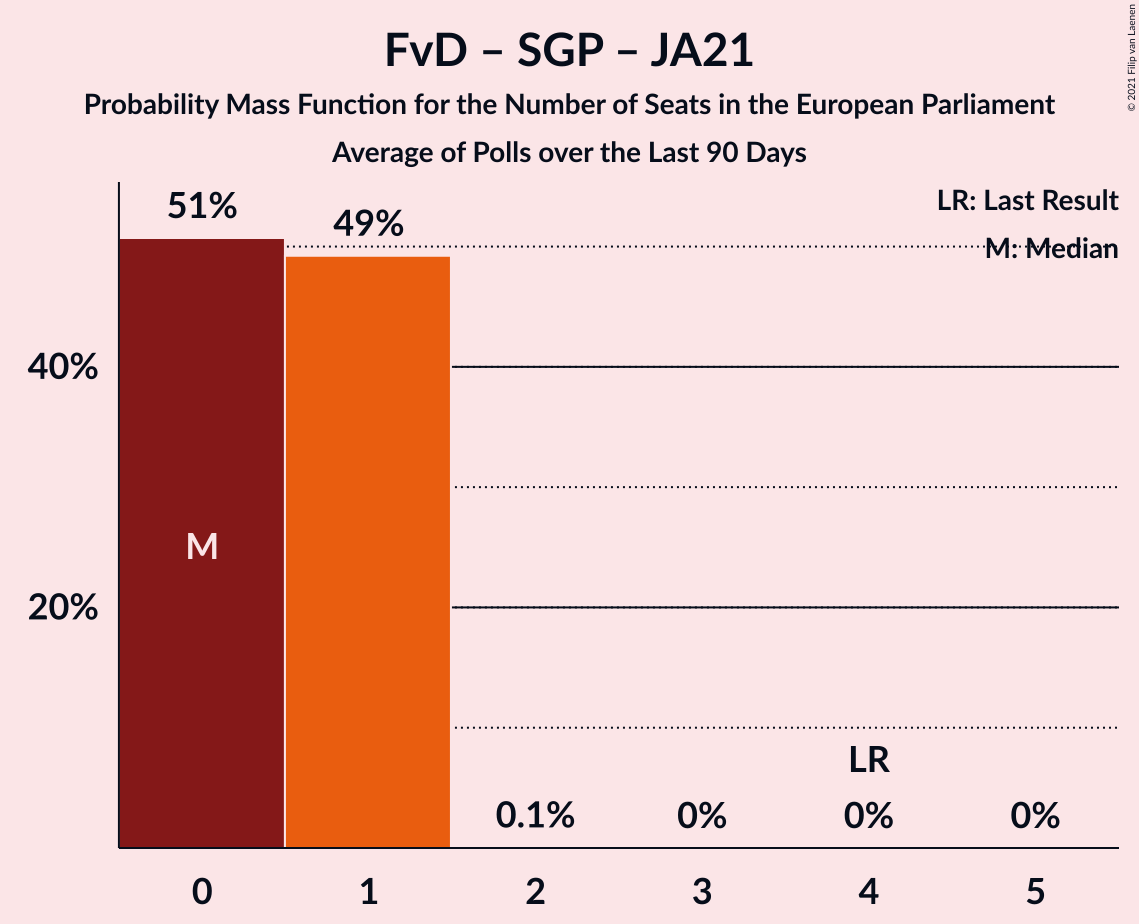 FvD – SGP – JA21
Probability Mass Function for the Number of Seats in the European Parliament
Average of Polls over the Last 90 Days
© 2021 Filip van Laenen
LR: Last Result
M: Median
51%
49%
40%
20%
M
LR
0.1%
0%
0%
0%
0
1
2
3
4
5